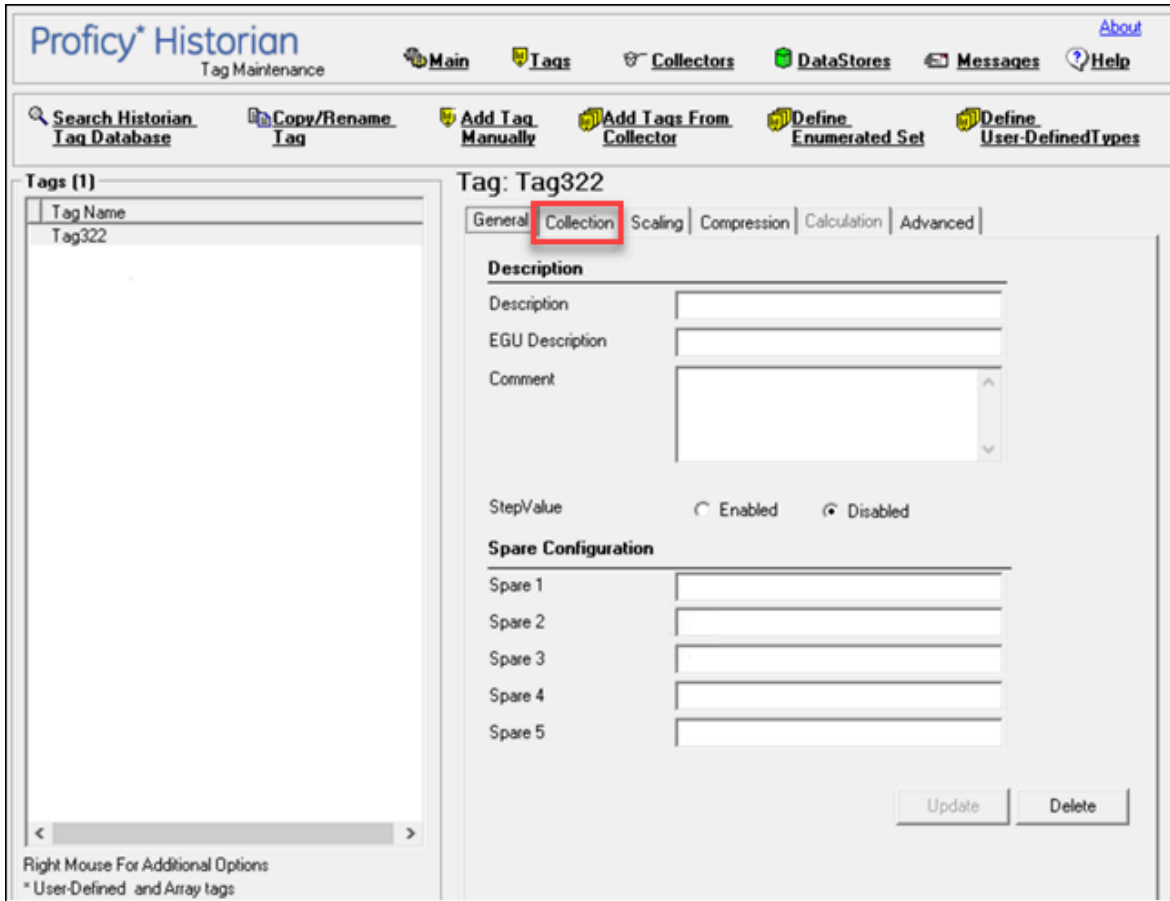 About
Proficy* Historian
Tag Maintenance
Main Tags Collectors DataStores Messages Help
Search Historian Tag Database
Copy/Rename Tag
Add Tag Manually
Add Tags From Collector
Define Enumerated Set
Define User-DefinedTypes
Tags (1)
Tag Name
Tag322
Right Mouse For Additional Options
* User-Defined and Array tags
Tag: Tag322
General Collection Scaling Compression Calculation Advanced
Description
Description
EGU Description
Comment
StepValue Enabled Disabled
Spare Configuration
Spare 1
Spare 2
Spare 3
Spare 4
Spare 5
Update Delete